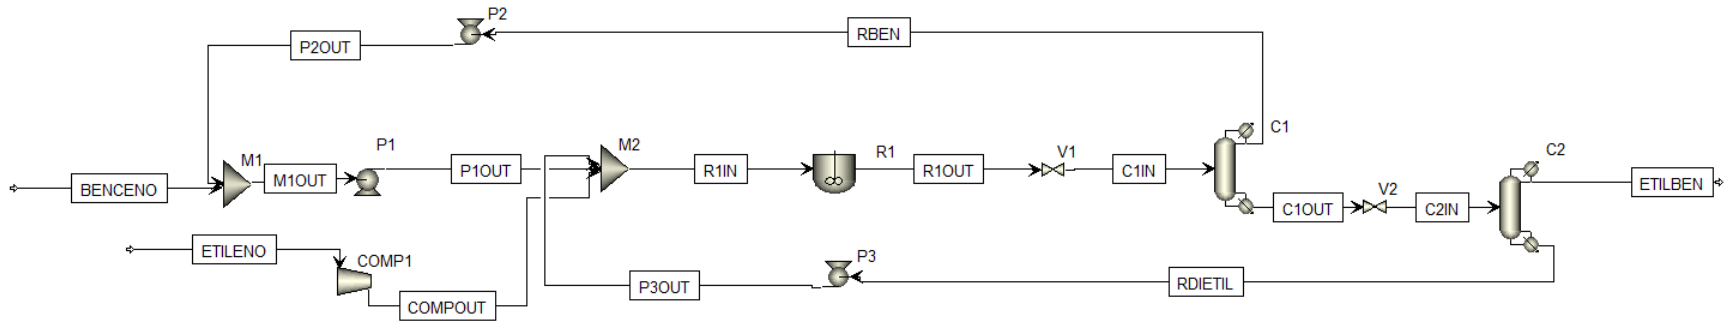 P2
RBEN
P2OUT
C1
M2
P1
M1
C2
R1
V1
P1OUT
R1IN
R1OUT
C1IN
M1OUT
BENCENO
ETILBEN
V2
C1OUT
C2IN
ETILENO
COMP1
P3
P3OUT
RDIETIL
COMPOUT